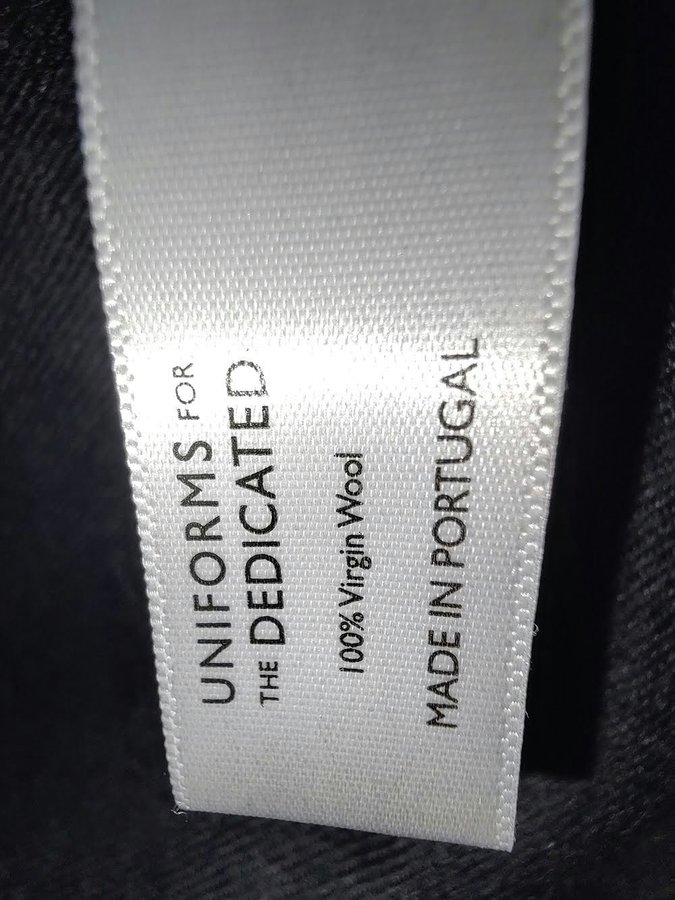 UNIFORMS FOR
THE DEDICATED
100% Virgin Wool
MADE IN PORTUGAL